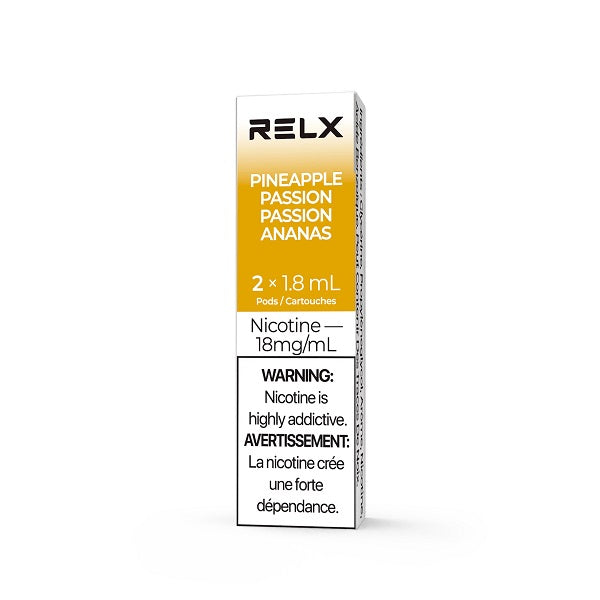 RELX
PINEAPPLE
PASSION
PASSION
ANANAS
2 × 1.8 mL
Pods / Cartouches
Nicotine —
18mg/mL
WARNING:
Nicotine is
highly addictive.
AVERTISSEMENT:
La nicotine crée
une forte
dépendance.